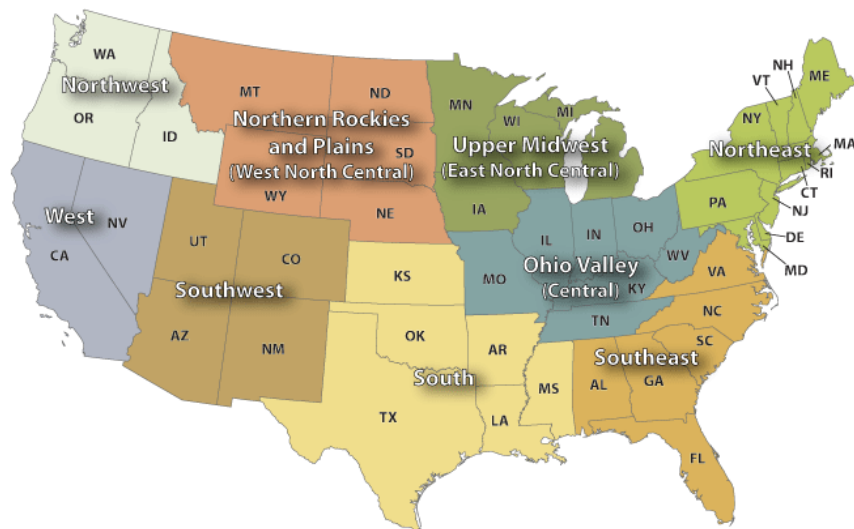 WA
Northwest
OR
ID
MT
ND
Northern Rockies
and Plains
(West North Central)
SD
WY
NE
MN
WI
MI
Upper Midwest
(East North Central)
IA
NH
VT
ME
NY
MA
Northeast
RI
CT
PA
NJ
DE
MD
West
NV
CA
UT
CO
Southwest
AZ
NM
KS
OK
AR
South
TX
LA
MS
IL
IN
OH
WV
MO
Ohio Valley
(Central)
KY
TN
VA
NC
SC
Southeast
AL
GA
FL